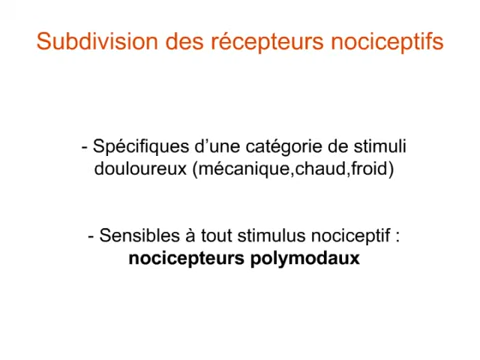 Subdivision des récepteurs nociceptifs
- Spécifiques d’une catégorie de stimuli
douloureux (mécanique,chaud,froid)
- Sensibles à tout stimulus nociceptif :
nocicepteurs polymodaux